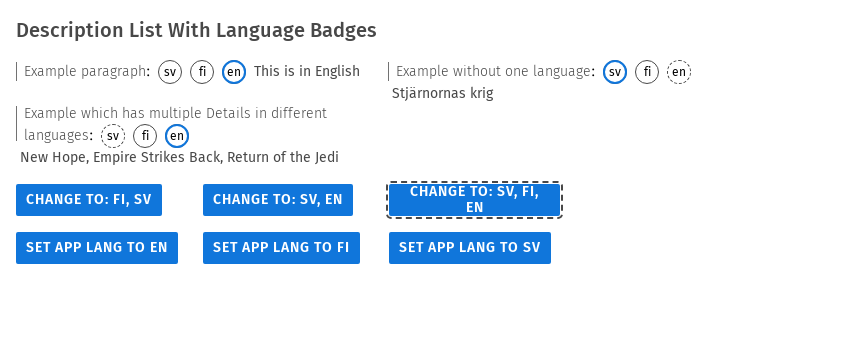 Description List With Language Badges
Example paragraph: sv fi en This is in English
Example without one language: sv fi en
Stjärnornas krig
Example which has multiple Details in different
languages: sv fi en
New Hope, Empire Strikes Back, Return of the Jedi
CHANGE TO: FI, SV
CHANGE TO: SV, EN
CHANGE TO: SV, FI,
EN
SET APP LANG TO EN
SET APP LANG TO FI
SET APP LANG TO SV